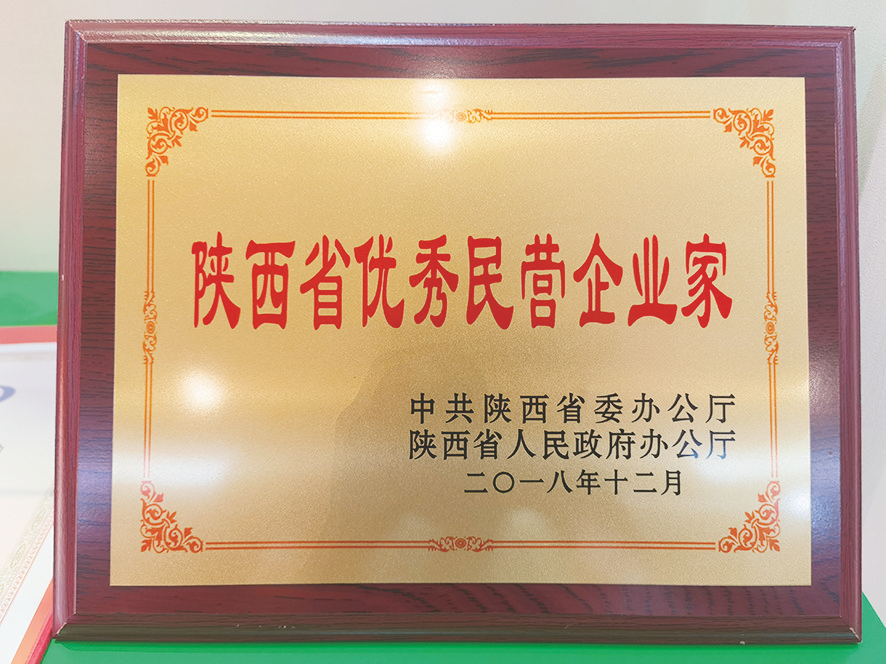 陕西省优秀民营企业家
中共陕西省委办公厅
陕西省人民政府办公厅
二〇一八年十二月